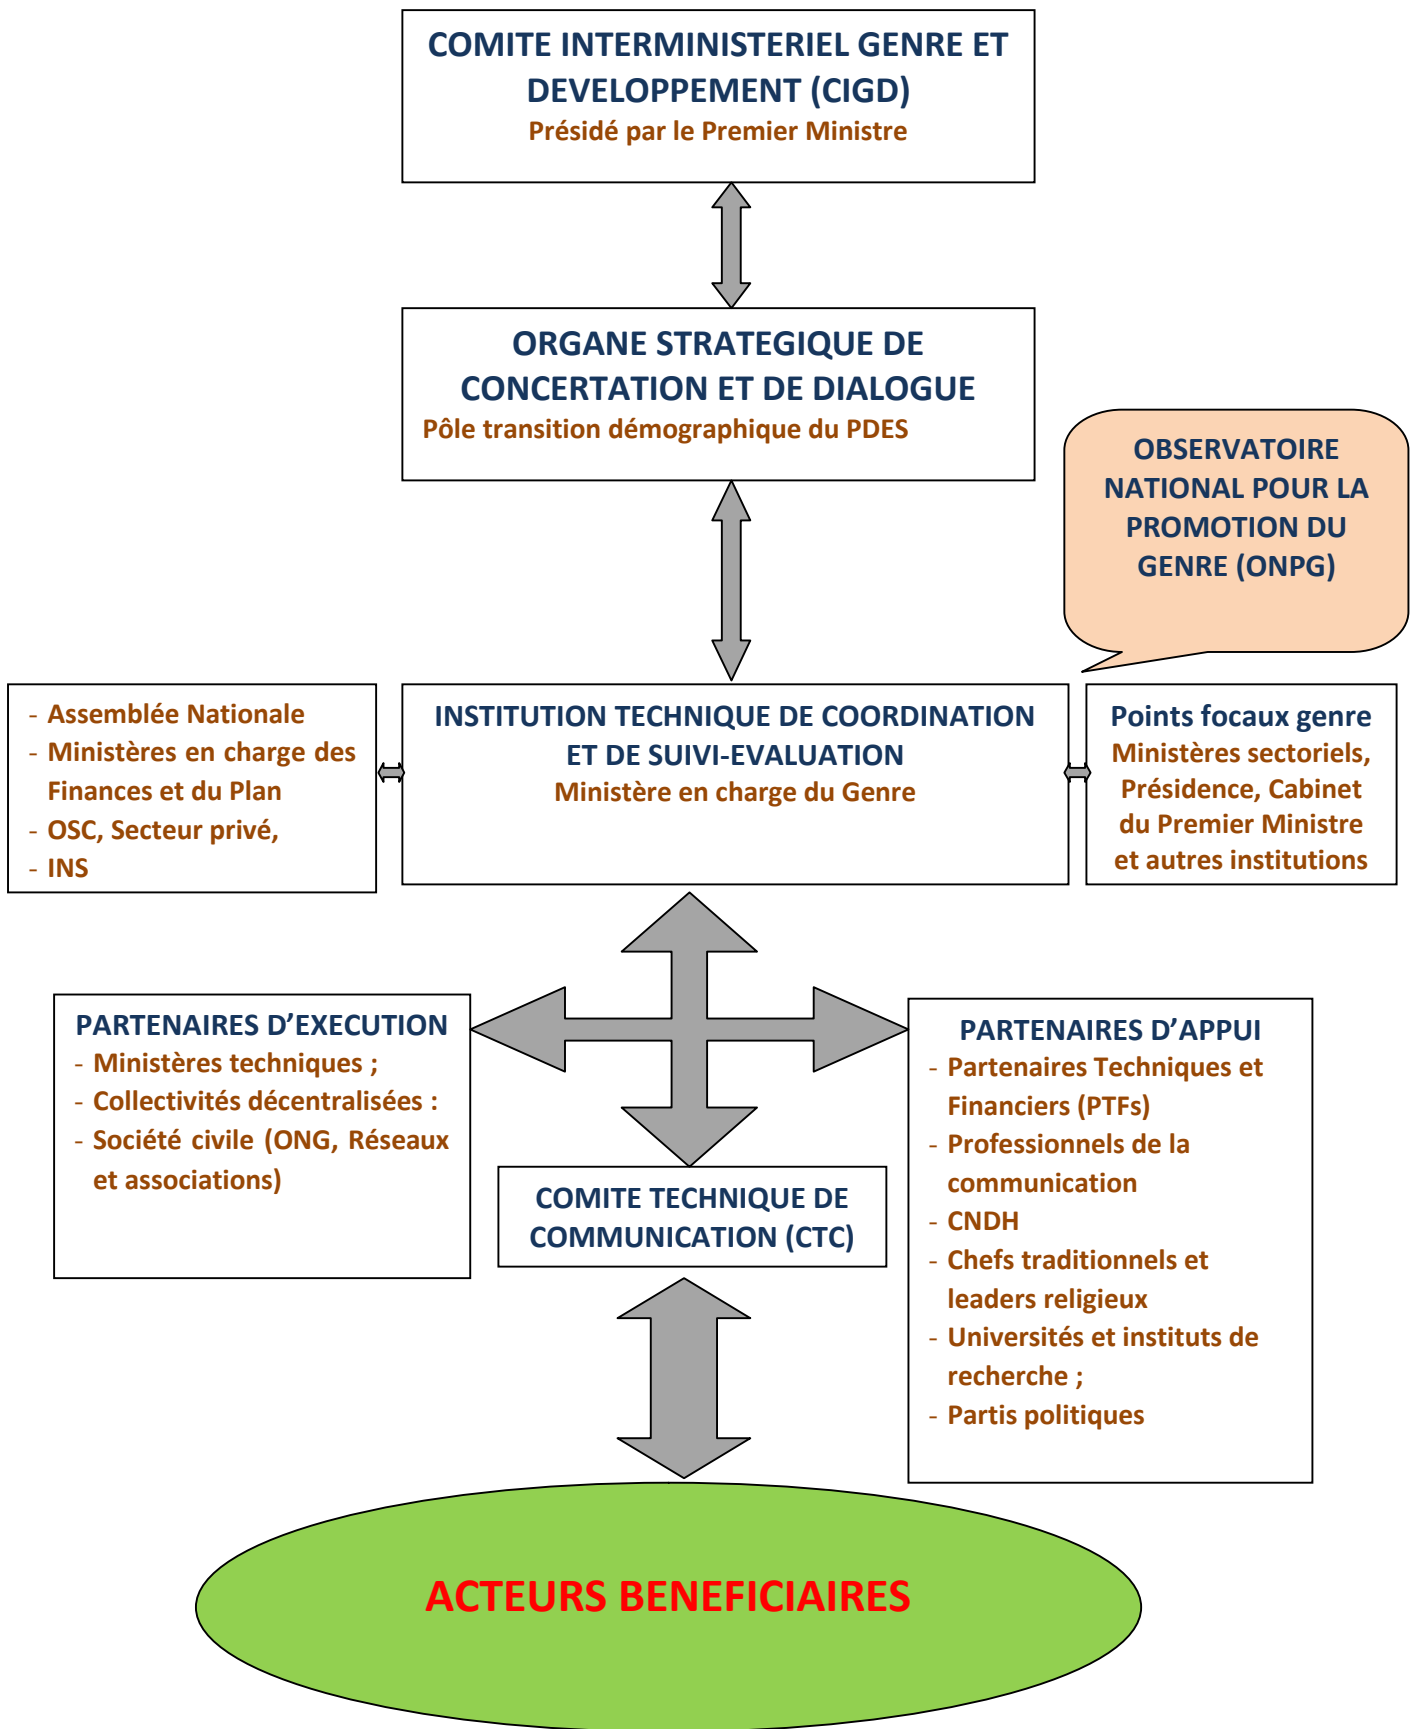 COMITE INTERMINISTERIEL GENRE ET
DEVELOPPEMENT (CIGD)
Présidé par le Premier Ministre
ORGANE STRATEGIQUE DE
CONCERTATION ET DE DIALOGUE
Pôle transition démographique du PDES
OBSERVATOIRE
NATIONAL POUR LA
PROMOTION DU
GENRE (ONPG)
- Assemblée Nationale
- Ministères en charge des
Finances et du Plan
- OSC, Secteur privé,
- INS
INSTITUTION TECHNIQUE DE COORDINATION
ET DE SUIVI-EVALUATION
Ministère en charge du Genre
Points focaux genre
Ministères sectoriels,
Présidence, Cabinet
du Premier Ministre
et autres institutions
PARTENAIRES D’EXECUTION
- Ministères techniques ;
- Collectivités décentralisées :
- Société civile (ONG, Réseaux
et associations)
PARTENAIRES D’APPUI
- Partenaires Techniques et
Financiers (PTFs)
- Professionnels de la
communication
- CNDH
- Chefs traditionnels et
leaders religieux
- Universités et instituts de
recherche ;
- Partis politiques
COMITE TECHNIQUE DE
COMMUNICATION (CTC)
ACTEURS BENEFICIAIRES